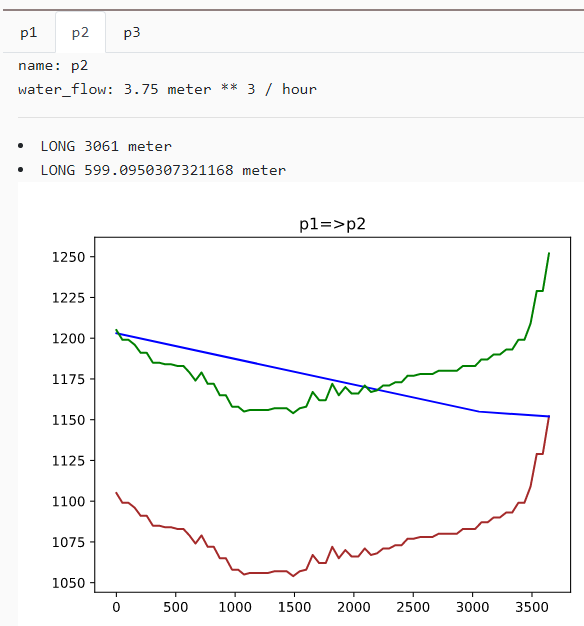 p1 p2 p3
name: p2
water_flow: 3.75 meter ** 3 / hour
• LONG 3061 meter
• LONG 599.0950307321168 meter
p1=>p2
1250
1225
1200
1175
1150
1125
1100
1075
1050
0 500 1000 1500 2000 2500 3000 3500